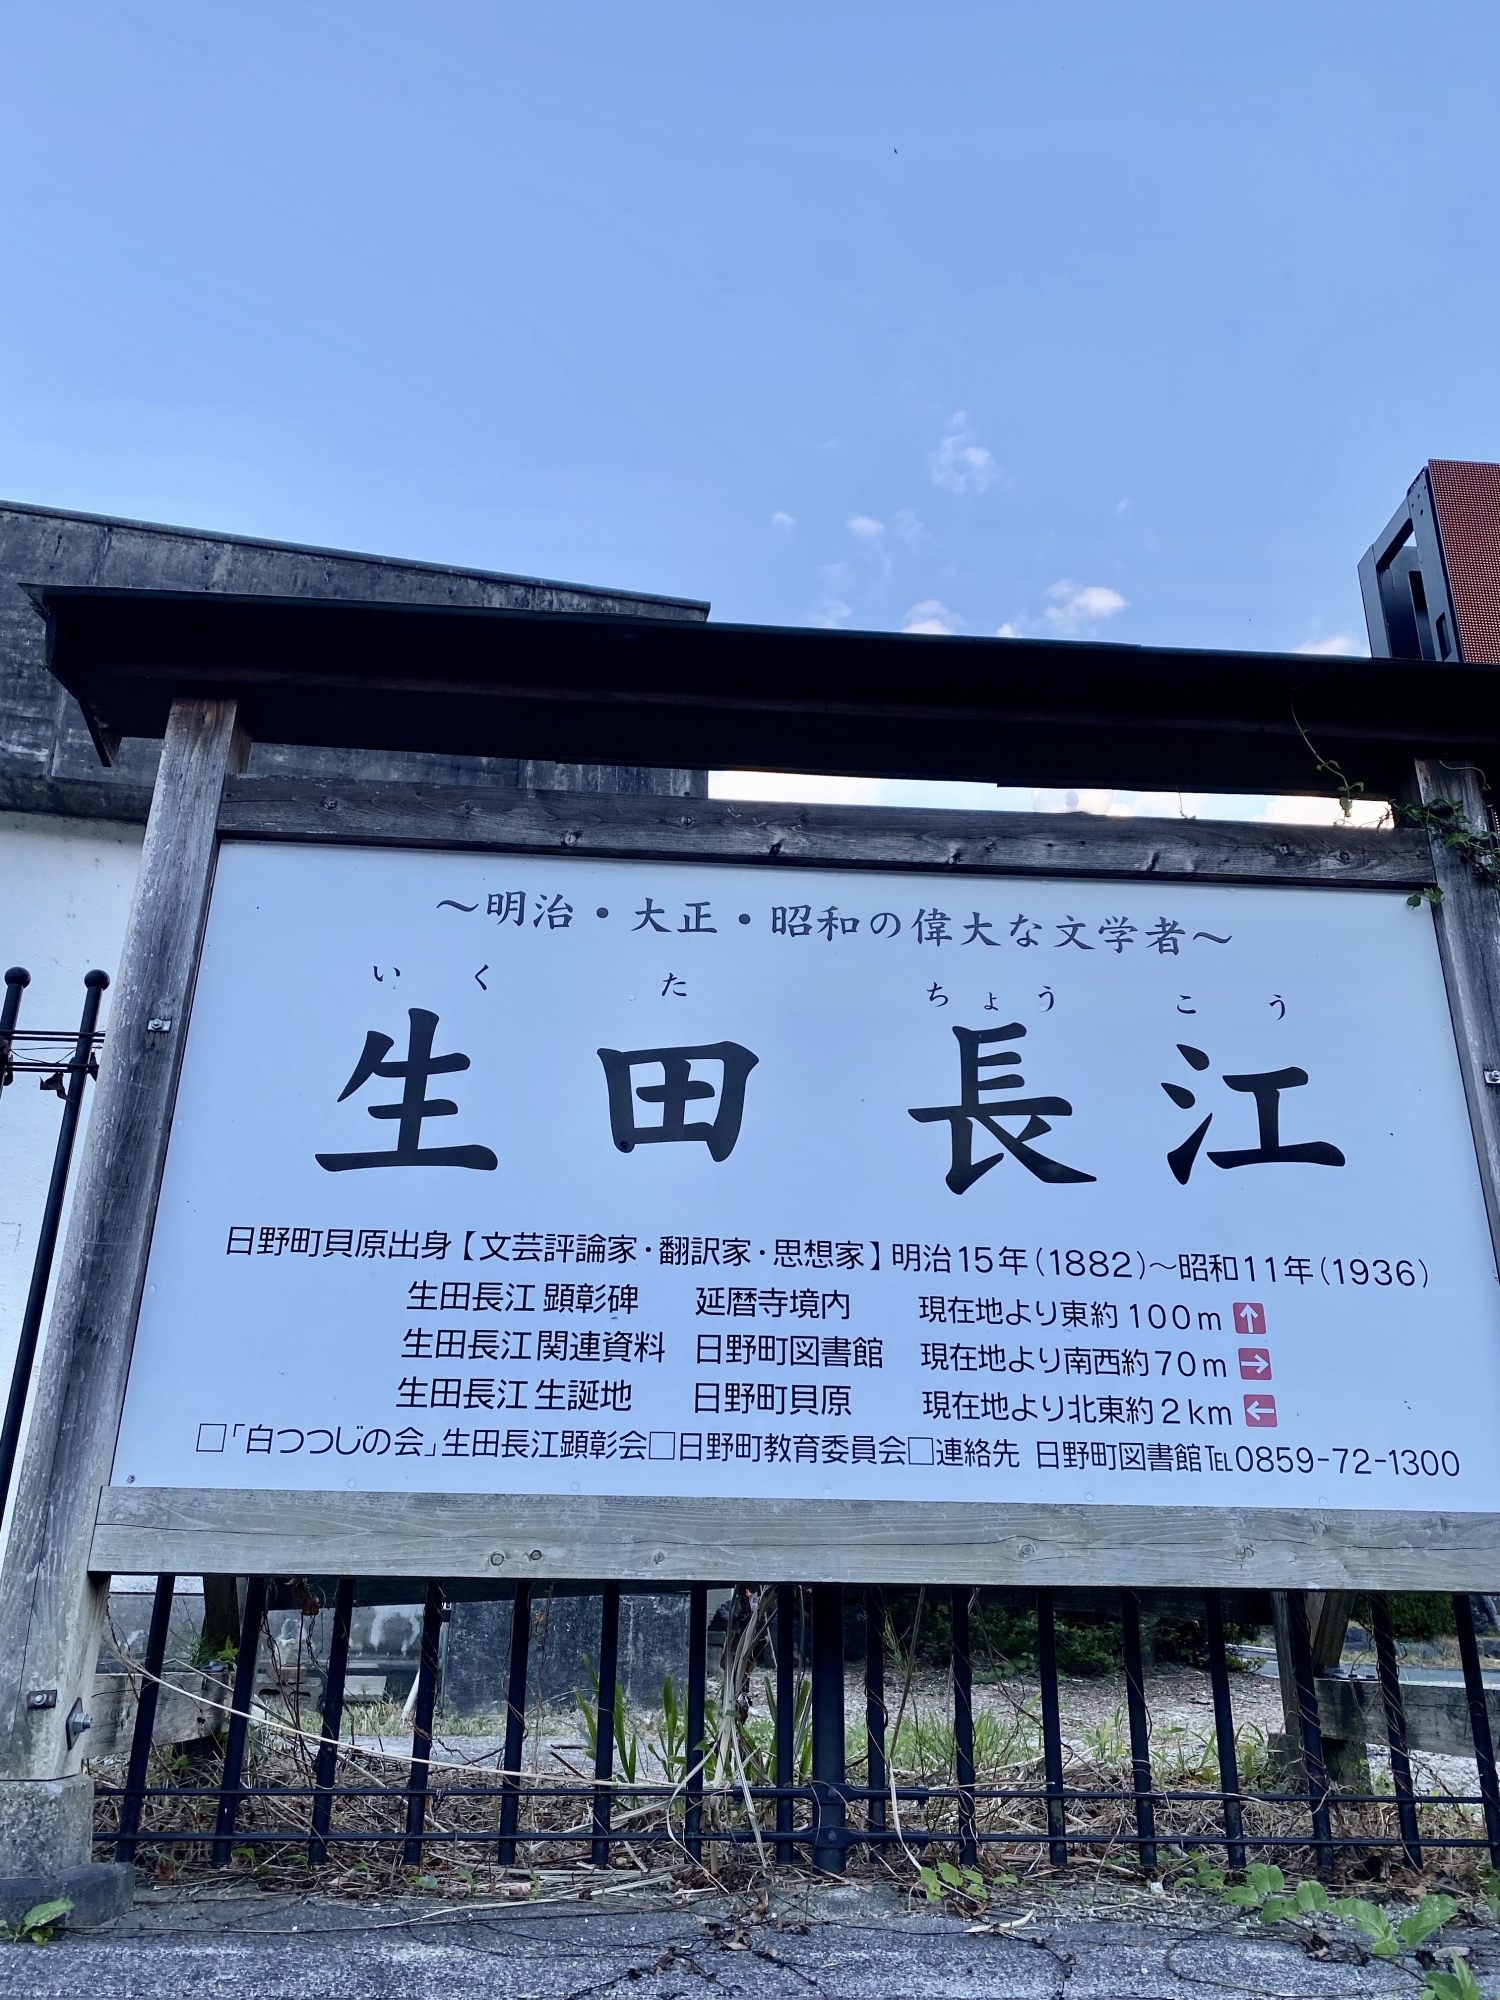 ～明治・大正・昭和の偉大な文学者～
いく た ちょう こう
生田 長江
日野町貝原出身【文芸評論家・翻訳家・思想家】明治15年(1882)～昭和11年(1936)
生田長江 顕彰碑 延暦寺境内 現在地より東約100m ↑
生田長江 関連資料 日野町図書館 現在地より南西約70m →
生田長江 生誕地 日野町貝原 現在地より北東約2km ←
□「白つつじの会」生田長江顕彰会□日野町教育委員会□連絡先 日野町図書館℡0859-72-1300